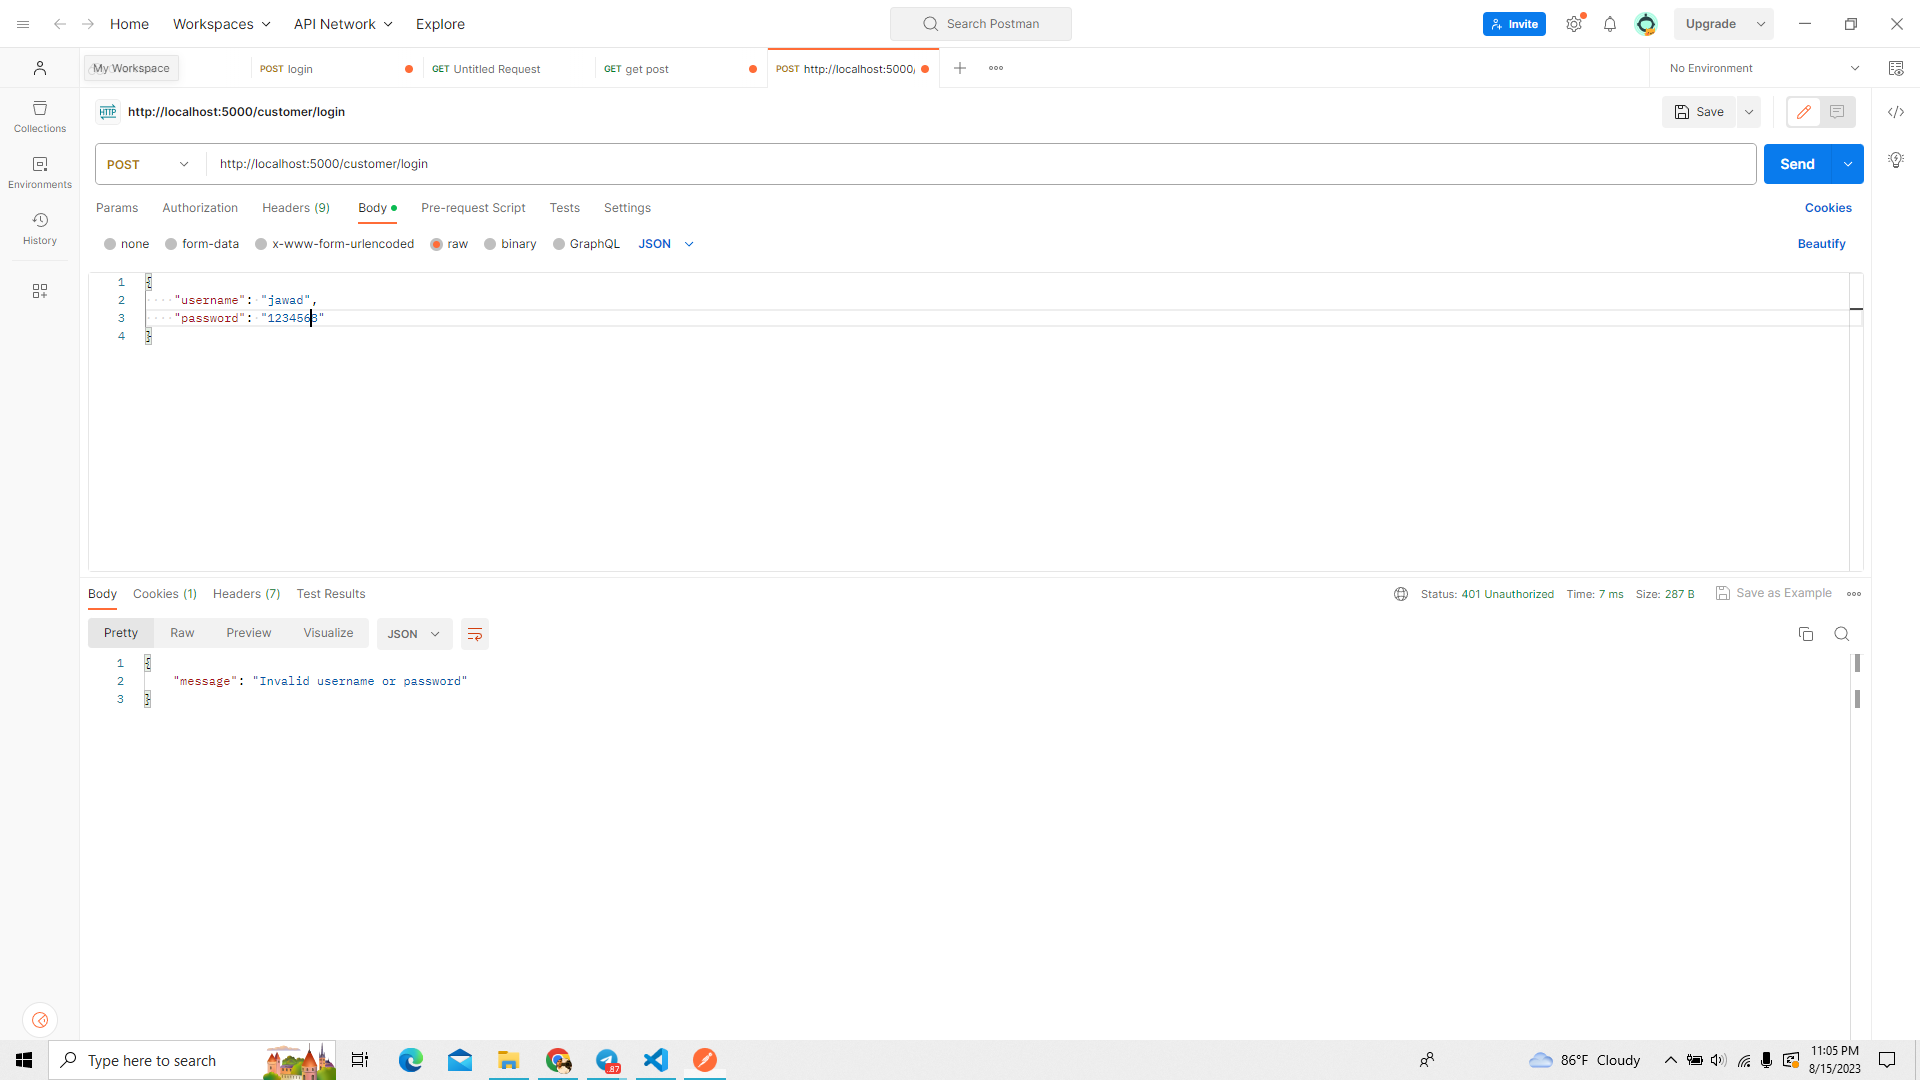 Home Workspaces API Network Explore Search Postman Invite Upgrade
My Workspace POST login GET Untitled Request GET get post POST http://localhost:5000/ No Environment
http://localhost:5000/customer/login Save
Collections
POST http://localhost:5000/customer/login Send
Environments
Params Authorization Headers (9) Body Pre-request Script Tests Settings Cookies
History
none form-data x-www-form-urlencoded raw binary GraphQL JSON Beautify
1 {
2 "username": "jawad",
3 "password": "1234568"
4 }
Body Cookies (1) Headers (7) Test Results Status: 401 Unauthorized Time: 7 ms Size: 287 B Save as Example
Pretty Raw Preview Visualize JSON
1 {
2 "message": "Invalid username or password"
3 }
Type here to search 87 86°F Cloudy 11:05 PM
8/15/2023